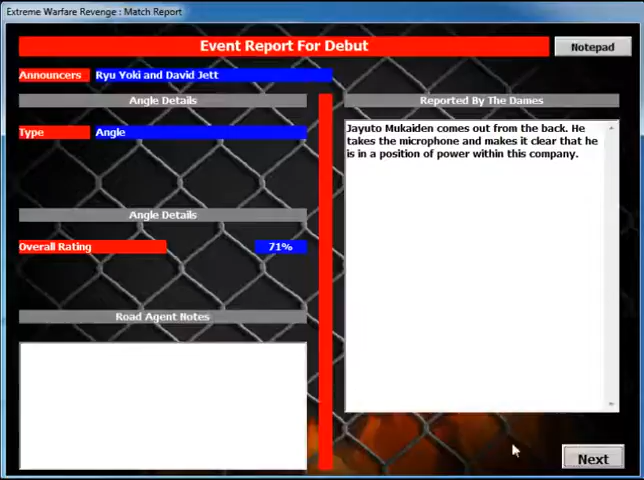 Extreme Warfare Revenge : Match Report
Event Report For Debut
Notepad
Announcers
Ryu Yoki and David Jett
Angle Details
Type
Angle
Angle Details
Overall Rating
71%
Road Agent Notes
Reported By The Dames
Jayuto Mukaiden comes out from the back. He
takes the microphone and makes it clear that he
is in a position of power within this company.
Next